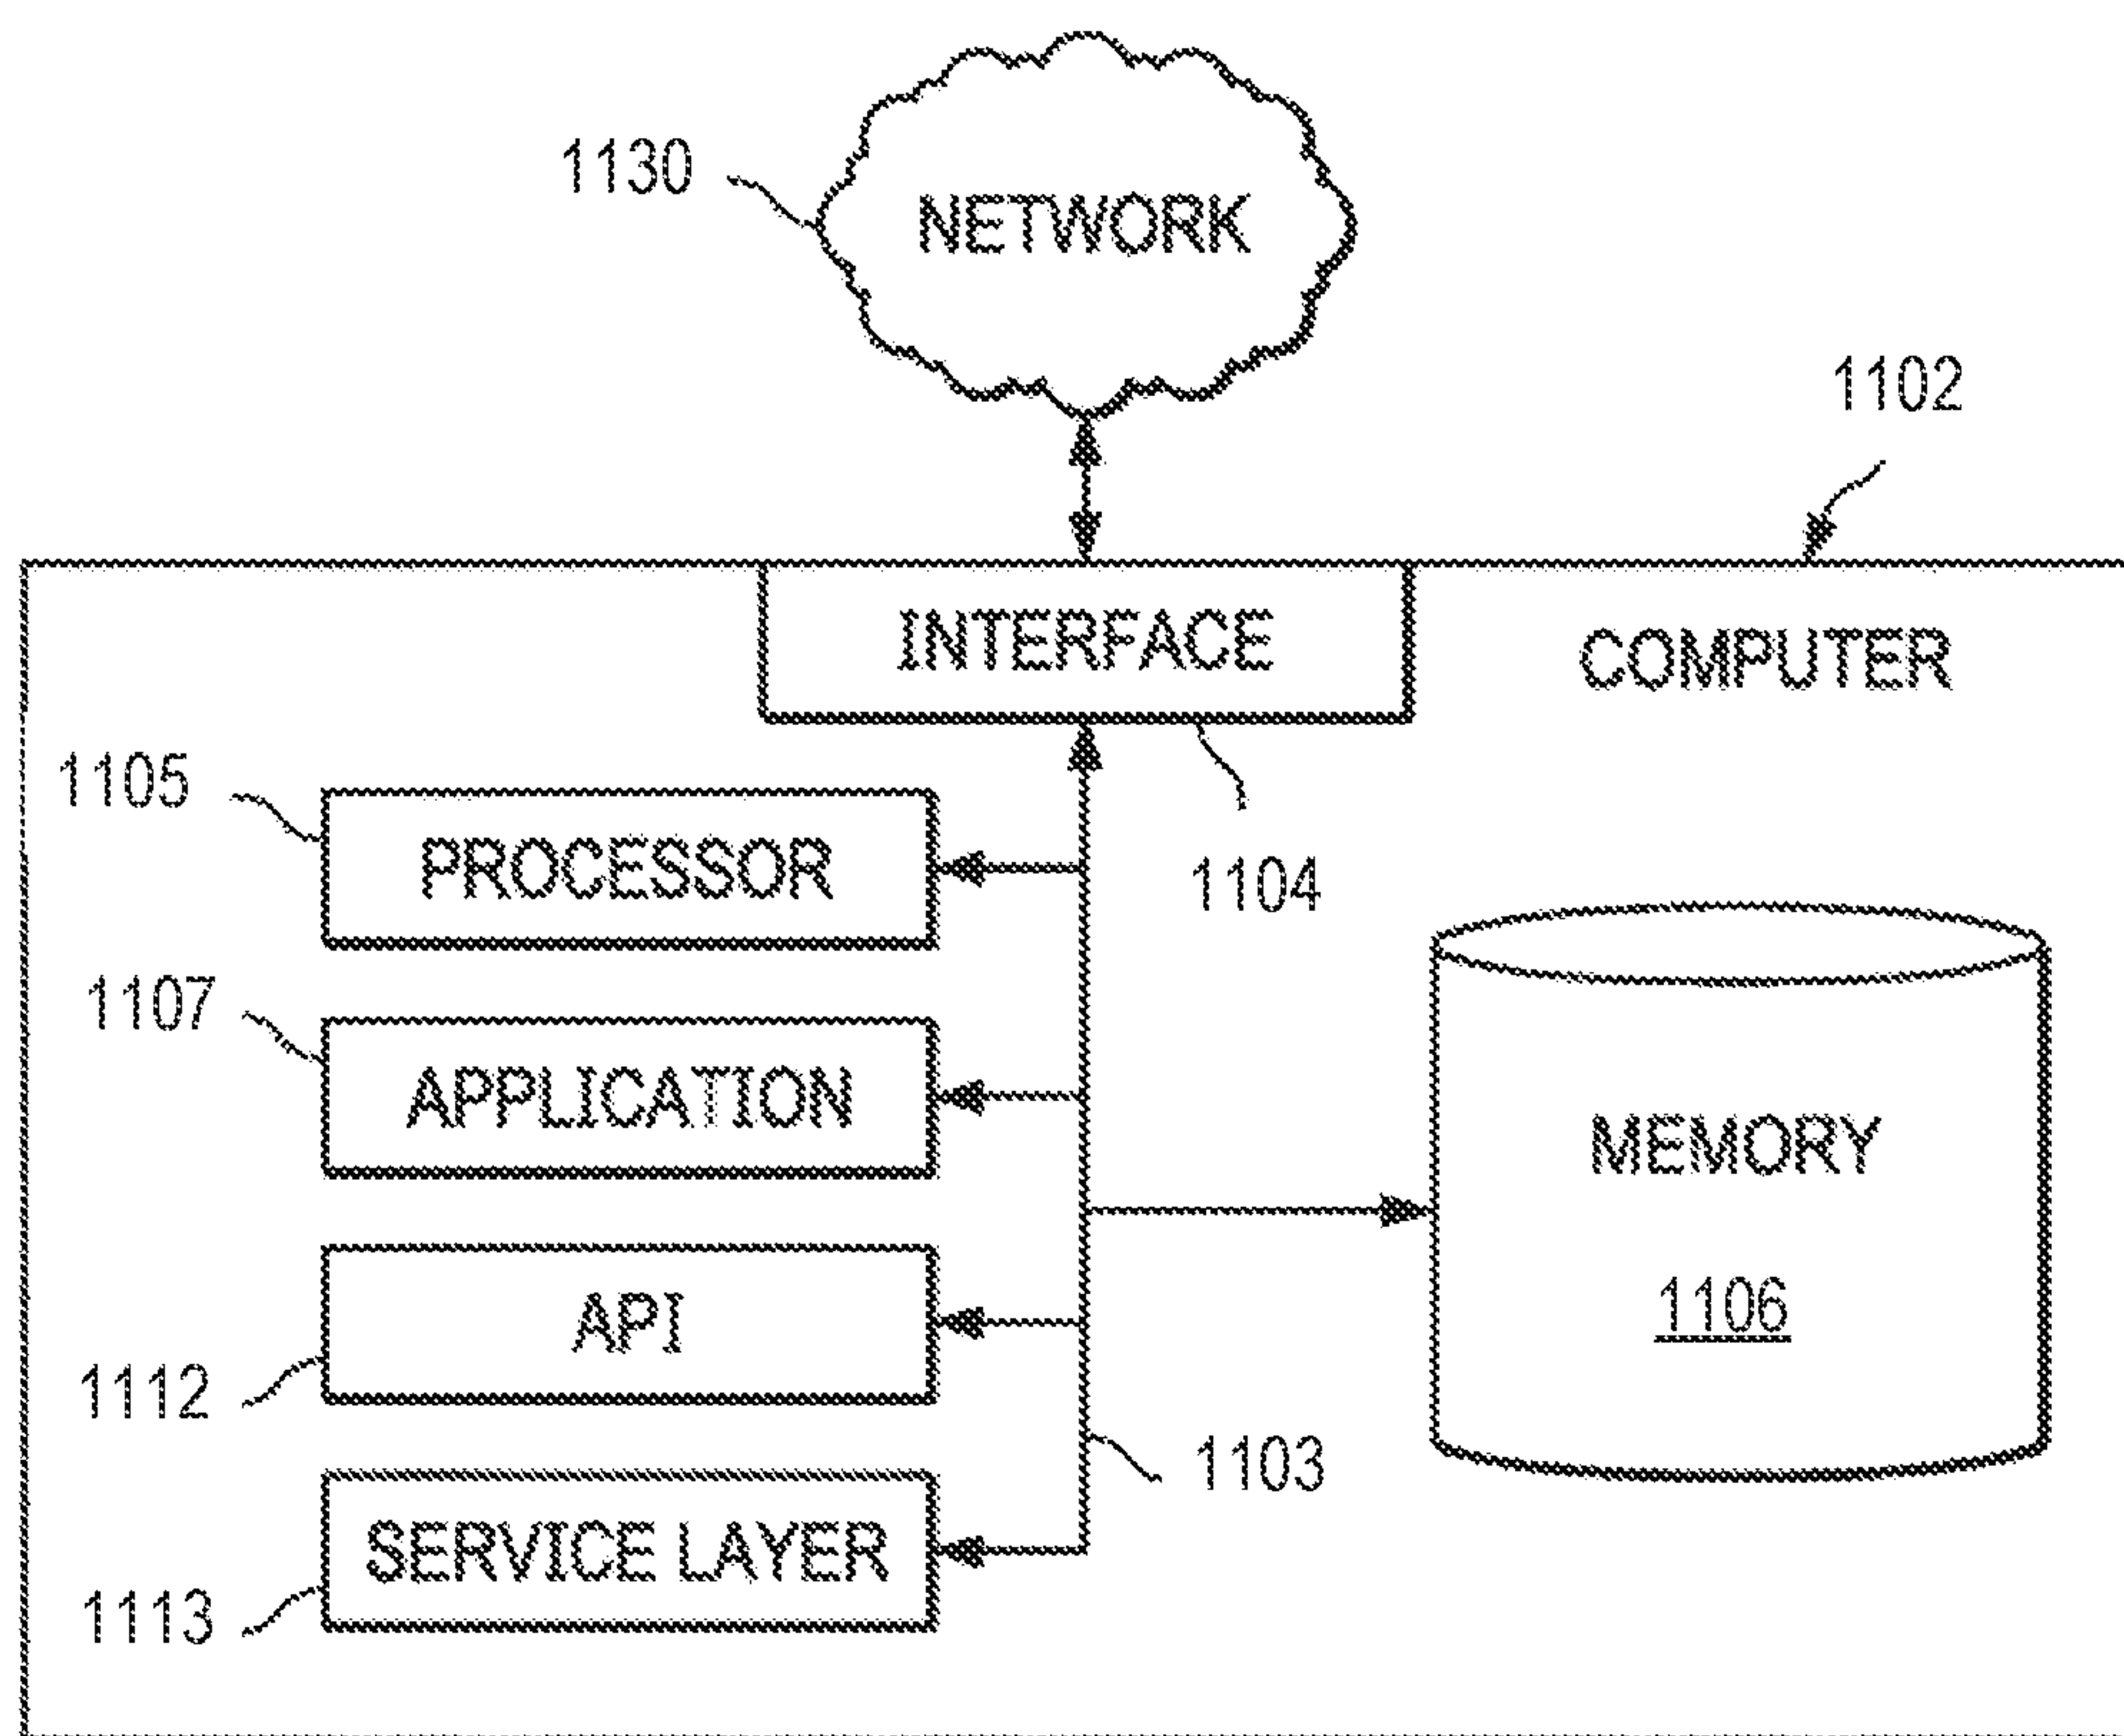 1130
NETWORK
1102
INTERFACE
COMPUTER
1105
PROCESSOR
1104
1107
APPLICATION
MEMORY
1106
API
1112
1103
SERVICE LAYER
1113